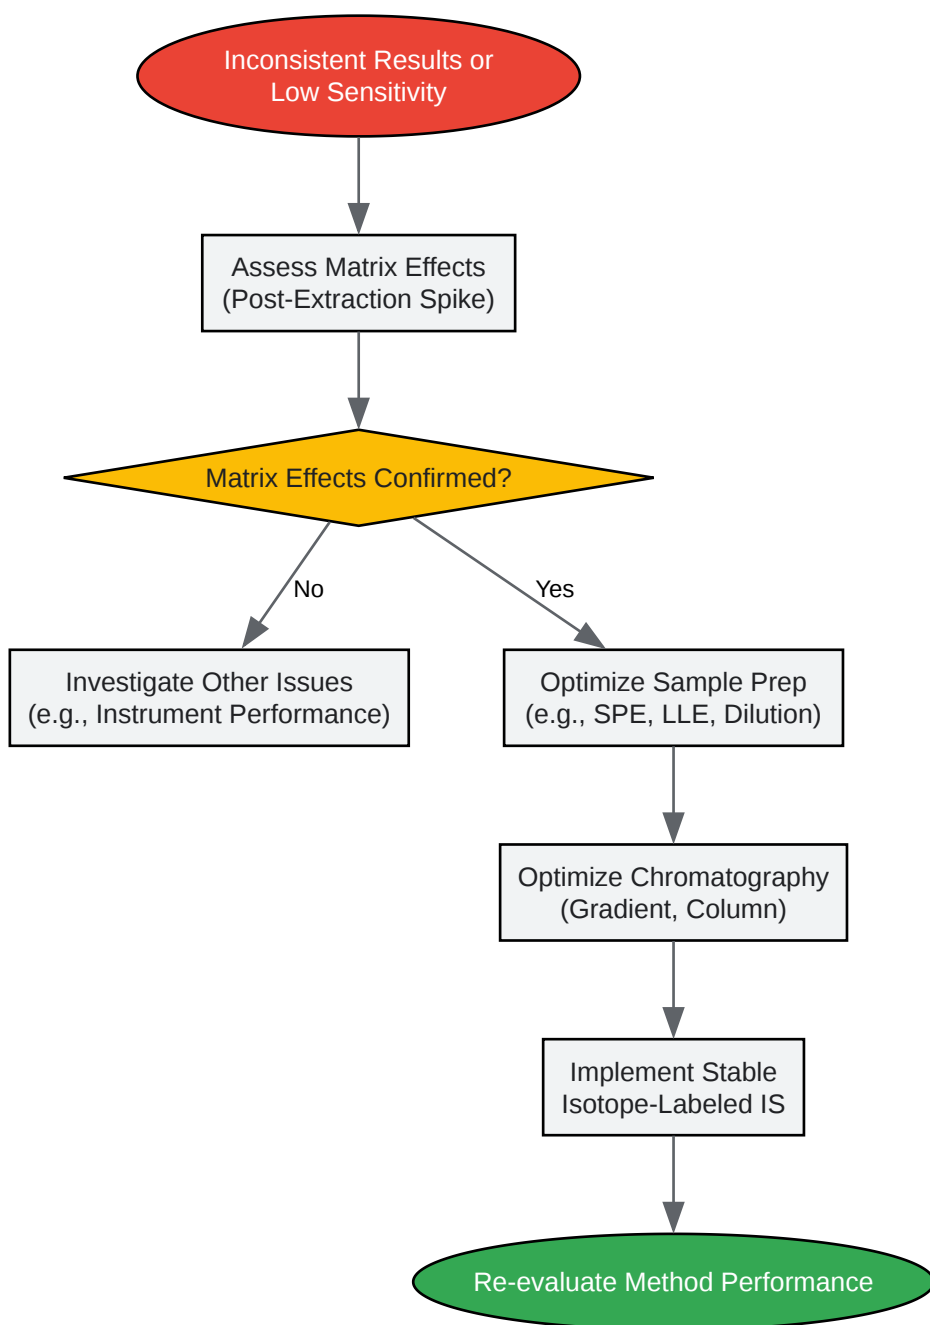 Inconsistent Results or
Low Sensitivity
Assess Matrix Effects
(Post-Extraction Spike)
Matrix Effects Confirmed?
No
Yes
Investigate Other Issues
(e.g., Instrument Performance)
Optimize Sample Prep
(e.g., SPE, LLE, Dilution)
Optimize Chromatography
(Gradient, Column)
Implement Stable
Isotope-Labeled IS
Re-evaluate Method Performance